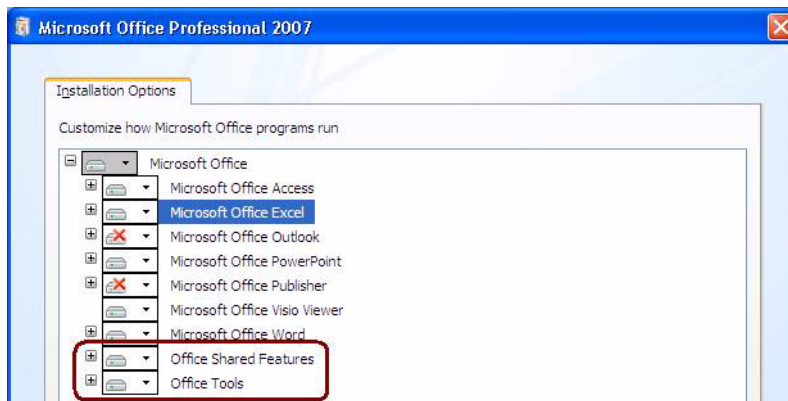 Microsoft Office Professional 2007
Installation Options
Customize how Microsoft Office programs run
Microsoft Office
Microsoft Office Access
Microsoft Office Excel
Microsoft Office Outlook
Microsoft Office PowerPoint
Microsoft Office Publisher
Microsoft Office Visio Viewer
Microsoft Office Word
Office Shared Features
Office Tools